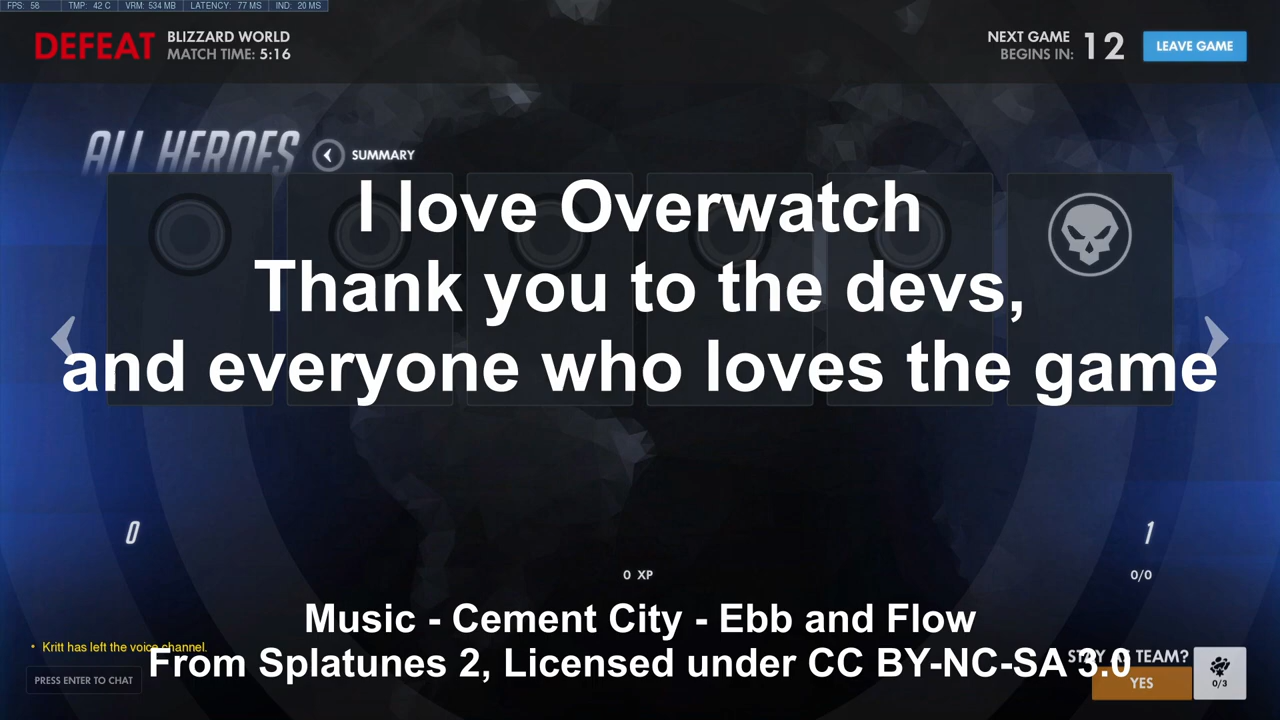 FPS: 58 TMP: 42 C VRM: 534 MB LATENCY: 77 MS IND: 20 MS
DEFEAT
BLIZZARD WORLD
MATCH TIME: 5:16
NEXT GAME
BEGINS IN:
12
LEAVE GAME
ALL HEROES
SUMMARY
I love Overwatch
Thank you to the devs,
and everyone who loves the game
0
1
0 XP
0/0
Music - Cement City - Ebb and Flow
Kritt has left the voice channel.
From Splatunes 2, Licensed under CC BY-NC-SA 3.0
STAY AS TEAM?
PRESS ENTER TO CHAT
YES
0/3